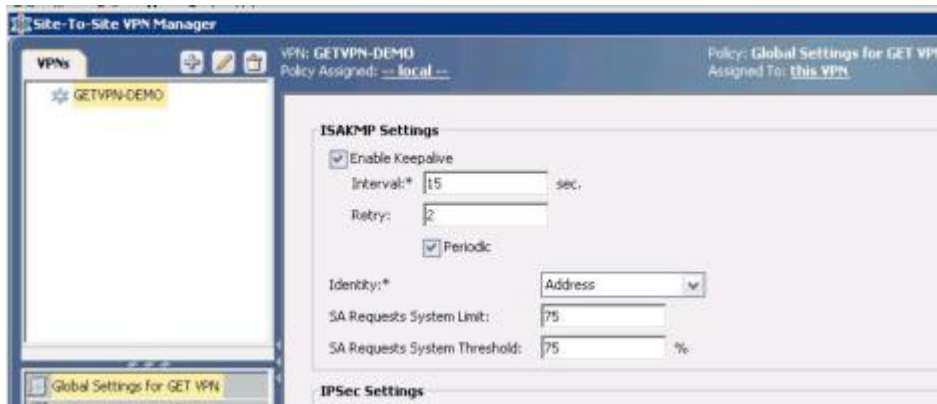 Site-To-Site VPN Manager
VPNs
GETVPN-DEMO
VPN: GETVPN-DEMO
Policy Assigned: -- local --
Policy: Global Settings for GET VP
Assigned To: this VPN
ISAKMP Settings
Enable Keepalive
Interval:* 15 sec.
Retry: 2
Periodic
Identity:* Address
SA Requests System Limit: 75
SA Requests System Threshold: 75 %
Global Settings for GET VPN
IPSec Settings